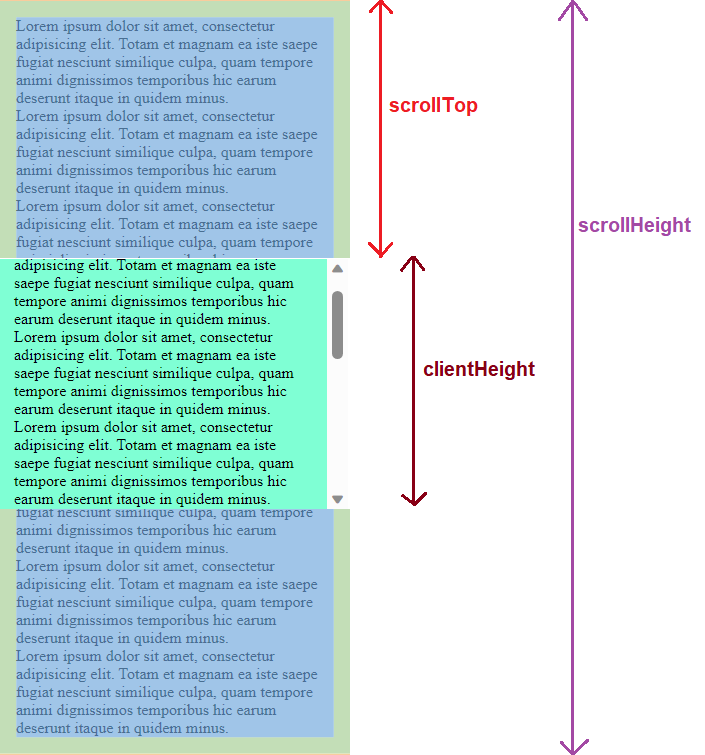 Lorem ipsum dolor sit amet, consectetur
adipisicing elit. Totam et magnam ea iste saepe
fugiat nesciunt similique culpa, quam tempore
animi dignissimos temporibus hic earum
deserunt itaque in quidem minus.
Lorem ipsum dolor sit amet, consectetur
adipisicing elit. Totam et magnam ea iste saepe
fugiat nesciunt similique culpa, quam tempore
animi dignissimos temporibus hic earum
deserunt itaque in quidem minus.
Lorem ipsum dolor sit amet, consectetur
adipisicing elit. Totam et magnam ea iste saepe
fugiat nesciunt similique culpa, quam tempore
adipisicing elit. Totam et magnam ea iste
saepe fugiat nesciunt similique culpa, quam
tempore animi dignissimos temporibus hic
earum deserunt itaque in quidem minus.
Lorem ipsum dolor sit amet, consectetur
adipisicing elit. Totam et magnam ea iste
saepe fugiat nesciunt similique culpa, quam
tempore animi dignissimos temporibus hic
earum deserunt itaque in quidem minus.
Lorem ipsum dolor sit amet, consectetur
adipisicing elit. Totam et magnam ea iste
saepe fugiat nesciunt similique culpa, quam
tempore animi dignissimos temporibus hic
earum deserunt itaque in quidem minus.
fugiat nesciunt similique culpa, quam tempore
animi dignissimos temporibus hic earum
deserunt itaque in quidem minus.
Lorem ipsum dolor sit amet, consectetur
adipisicing elit. Totam et magnam ea iste saepe
fugiat nesciunt similique culpa, quam tempore
animi dignissimos temporibus hic earum
deserunt itaque in quidem minus.
Lorem ipsum dolor sit amet, consectetur
adipisicing elit. Totam et magnam ea iste saepe
fugiat nesciunt similique culpa, quam tempore
animi dignissimos temporibus hic earum
deserunt itaque in quidem minus.
scrollTop
clientHeight
scrollHeight